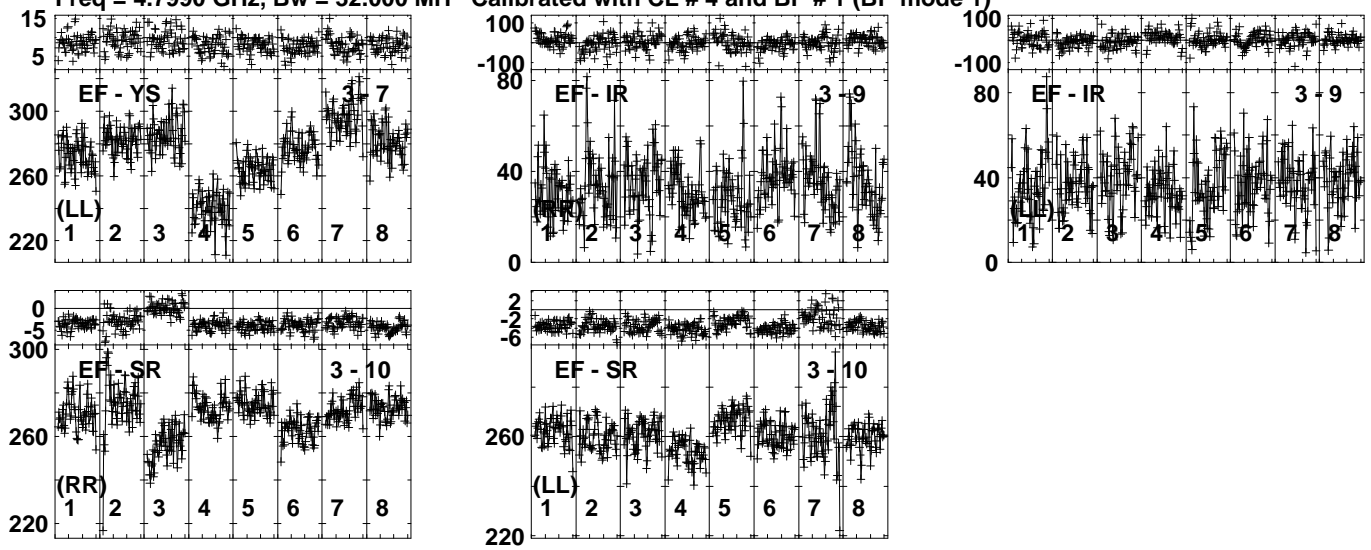 Freq = 4.7990 GHz, Bw = 32.000 MH Calibrated with CL # 4 and BP # 1 (BP mode 1)
15
5
EF - YS 3 - 7
300
260
220
(LL)
1 2 3 4 5 6 7 8
100
-100
EF - IR 3 - 9
80
40
0
(RR)
1 2 3 4 5 6 7 8
100
-100
EF - IR 3 - 9
80
40
0
(LL)
1 2 3 4 5 6 7 8
0
-5
EF - SR 3 - 10
300
260
220
(RR)
1 2 3 4 5 6 7 8
2
-2
-6
EF - SR 3 - 10
260
220
(LL)
1 2 3 4 5 6 7 8